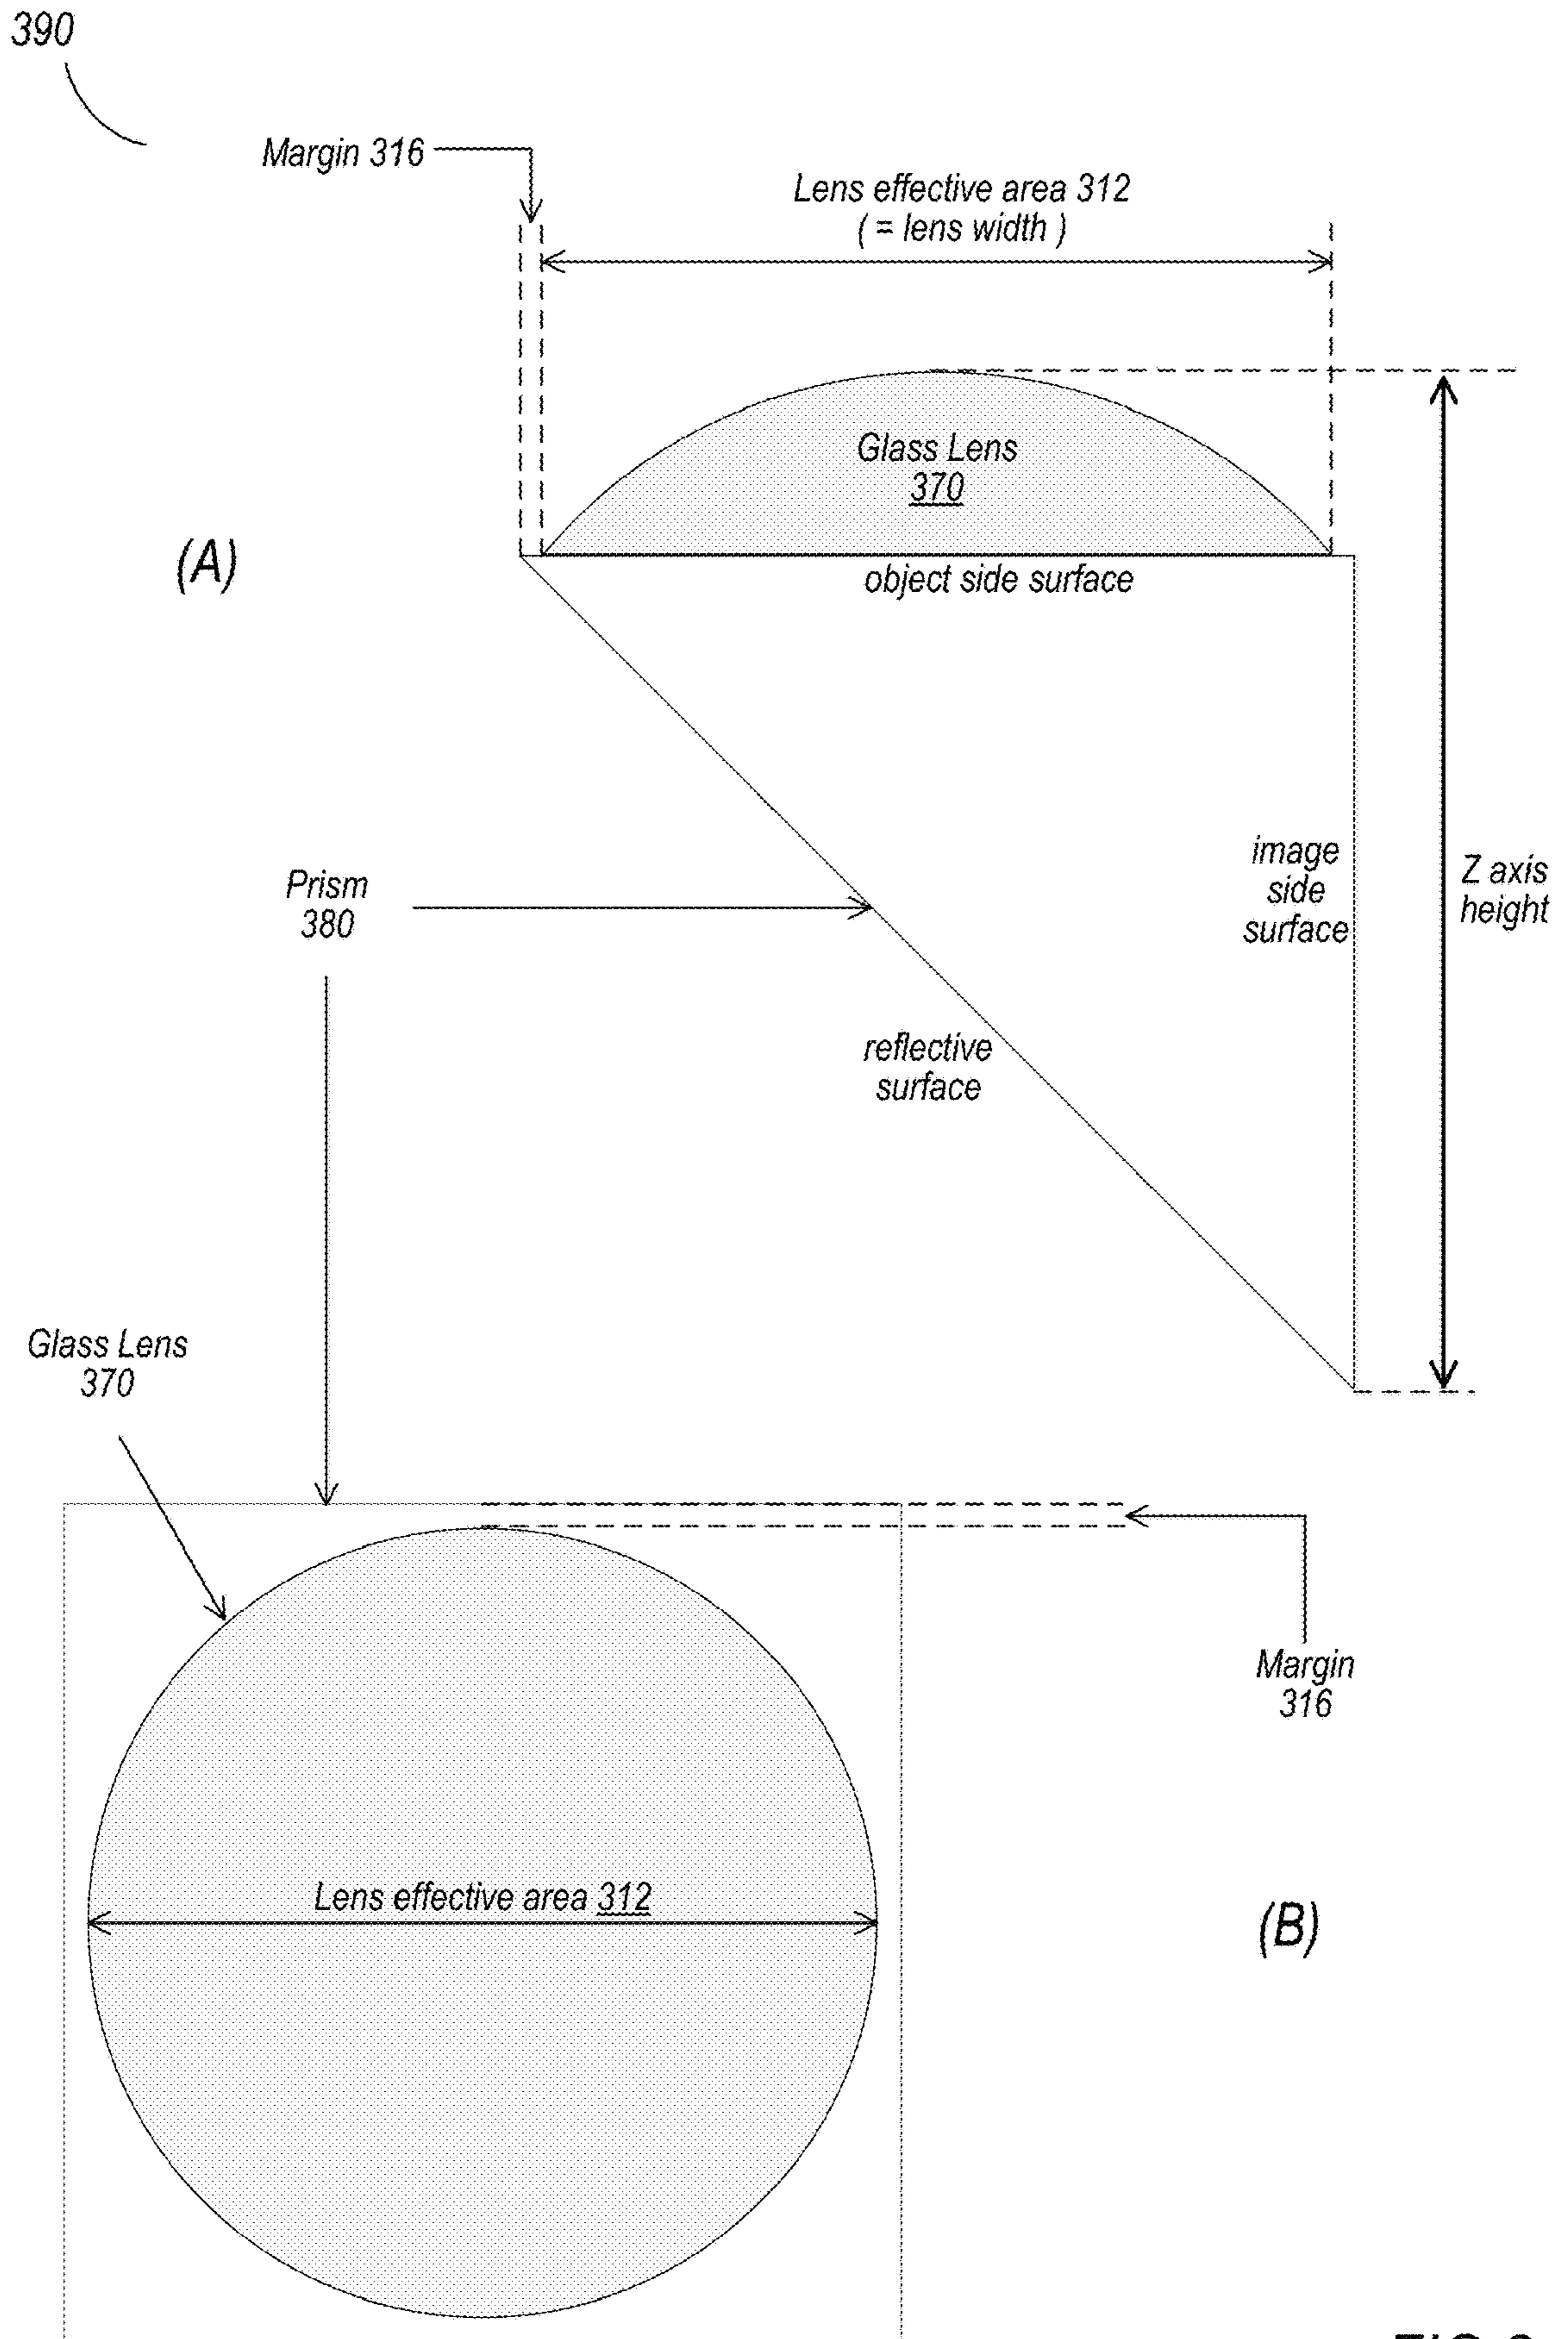 390
Margin 316
Lens effective area 312
( = lens width )
Glass Lens
370
(A)
object side surface
image
side
surface
Z axis
height
Prism
380
reflective
surface
Glass Lens
370
Margin
316
Lens effective area 312
(B)